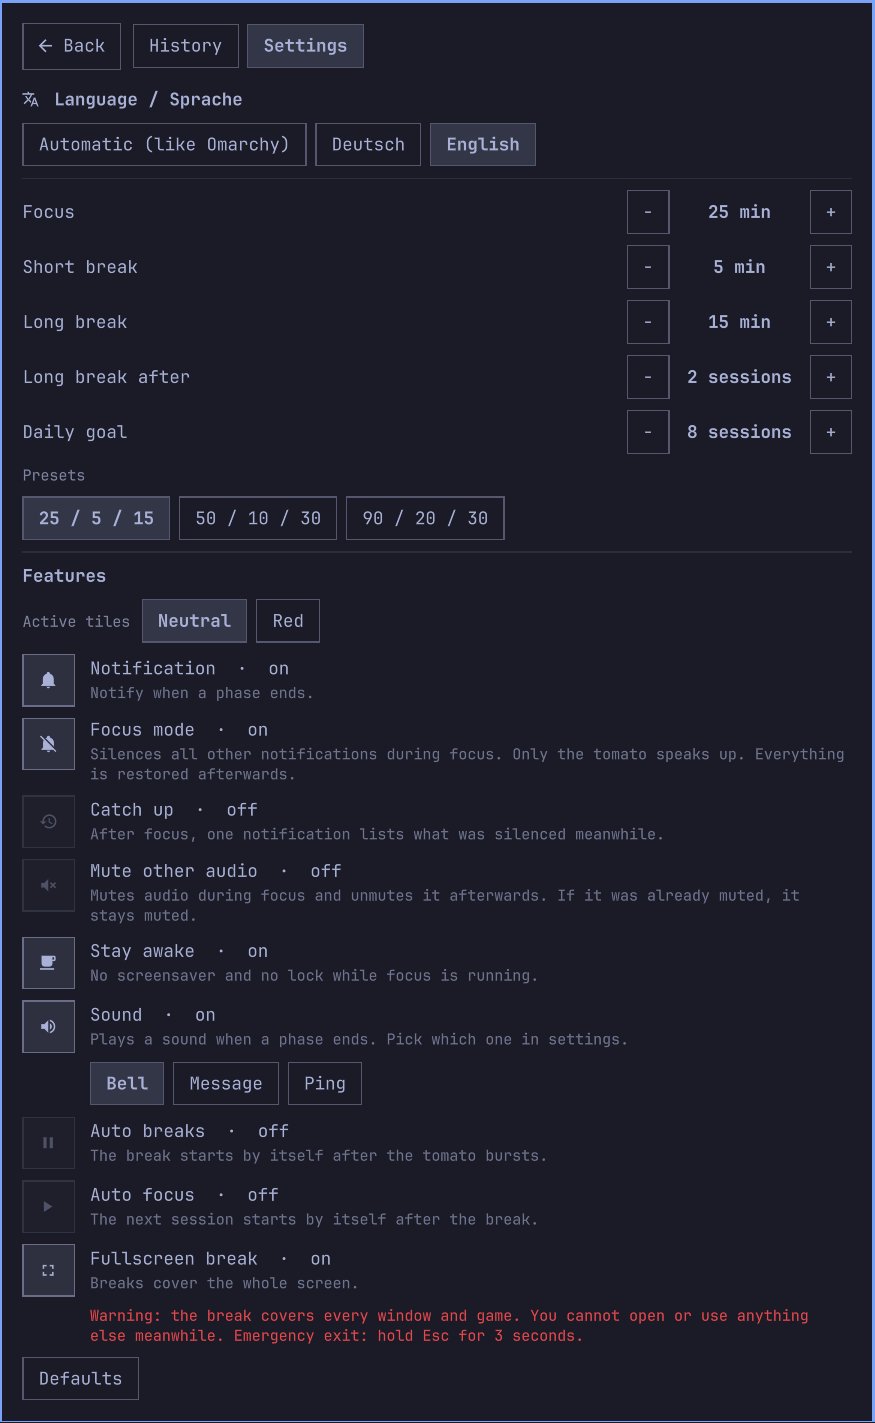 ← Back History Settings
Language / Sprache
Automatic (like Omarchy) Deutsch English
Focus - 25 min +
Short break - 5 min +
Long break - 15 min +
Long break after - 2 sessions +
Daily goal - 8 sessions +
Presets
25 / 5 / 15 50 / 10 / 30 90 / 20 / 30
Features
Active tiles Neutral Red
Notification · on
Notify when a phase ends.
Focus mode · on
Silences all other notifications during focus. Only the tomato speaks up. Everything
is restored afterwards.
Catch up · off
After focus, one notification lists what was silenced meanwhile.
Mute other audio · off
Mutes audio during focus and unmutes it afterwards. If it was already muted, it
stays muted.
Stay awake · on
No screensaver and no lock while focus is running.
Sound · on
Plays a sound when a phase ends. Pick which one in settings.
Bell Message Ping
Auto breaks · off
The break starts by itself after the tomato bursts.
Auto focus · off
The next session starts by itself after the break.
Fullscreen break · on
Breaks cover the whole screen.
Warning: the break covers every window and game. You cannot open or use anything
else meanwhile. Emergency exit: hold Esc for 3 seconds.
Defaults